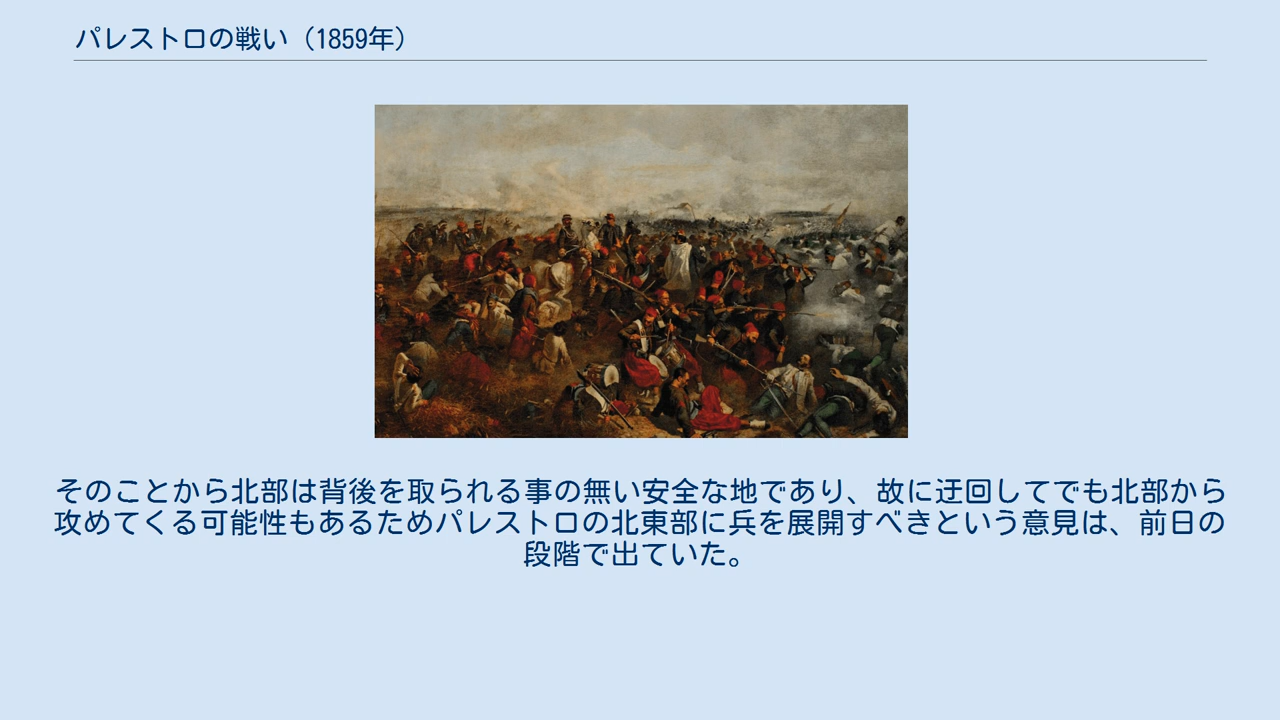 パレストロの戦い（1859年）
そのことから北部は背後を取られる事の無い安全な地であり、故に迂回してでも北部から
攻めてくる可能性もあるためパレストロの北東部に兵を展開すべきという意見は、前日の
段階で出ていた。